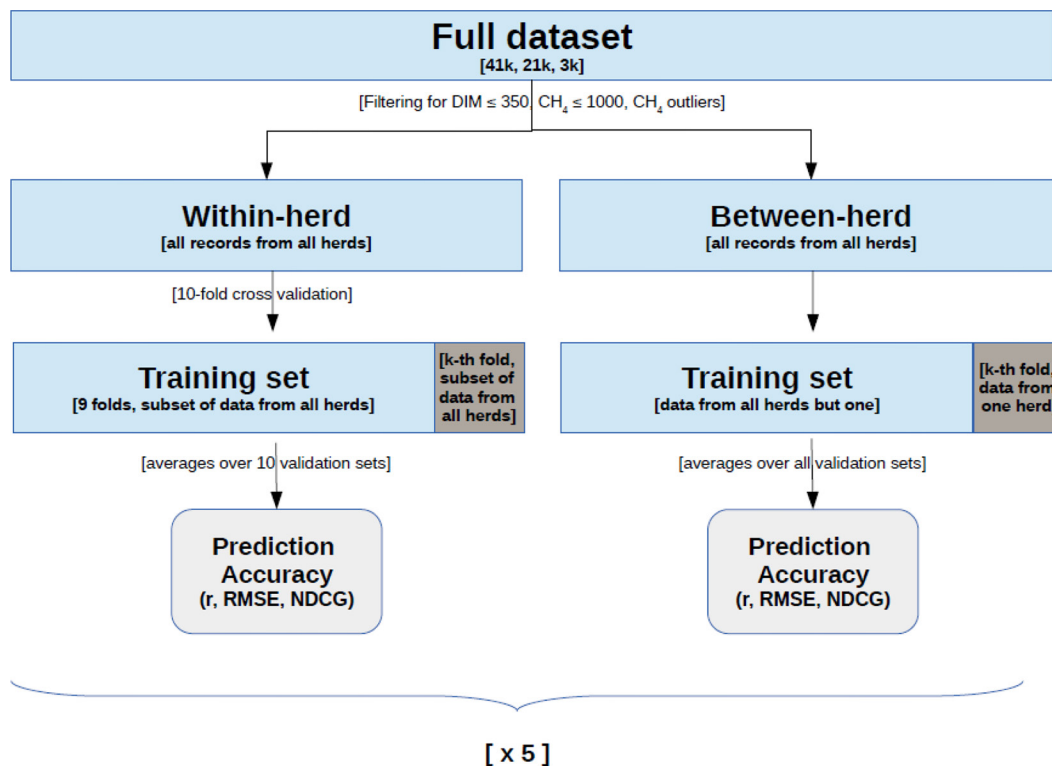 Full dataset
[41k, 21k, 3k]
[Filtering for DIM ≤ 350, CH₄ ≤ 1000, CH₄ outliers]
Within-herd
[all records from all herds]
Between-herd
[all records from all herds]
[10-fold cross validation]
Training set
[9 folds, subset of data from all herds]
[k-th fold,
subset of
data from
all herds]
Training set
[data from all herds but one]
[k-th fold,
data from
one herd
[averages over 10 validation sets]
[averages over all validation sets]
Prediction
Accuracy
(r, RMSE, NDCG)
Prediction
Accuracy
(r, RMSE, NDCG)
[ x 5 ]